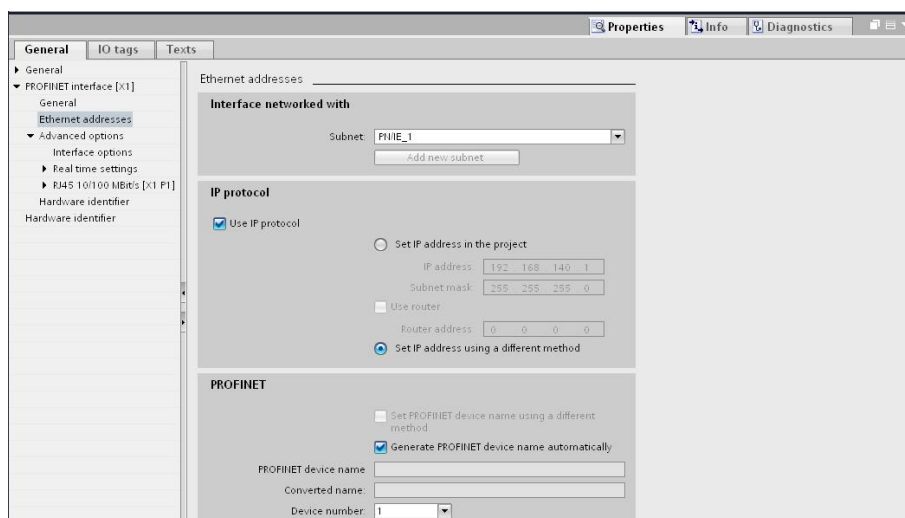 Properties Info Diagnostics
General IO tags Texts
General
PROFINET interface [X1]
General
Ethernet addresses
Advanced options
Interface options
Real time settings
RJ45 10/100 MBit/s [X1 P1]
Hardware identifier
Hardware identifier
Ethernet addresses
Interface networked with
Subnet: PN/IE_1
Add new subnet
IP protocol
Use IP protocol
Set IP address in the project
IP address: 192 . 168 . 140 . 1
Subnet mask: 255 . 255 . 255 . 0
Use router
Router address: 0 . 0 . 0 . 0
Set IP address using a different method
PROFINET
Set PROFINET device name using a different
method
Generate PROFINET device name automatically
PROFINET device name
Converted name:
Device number: 1